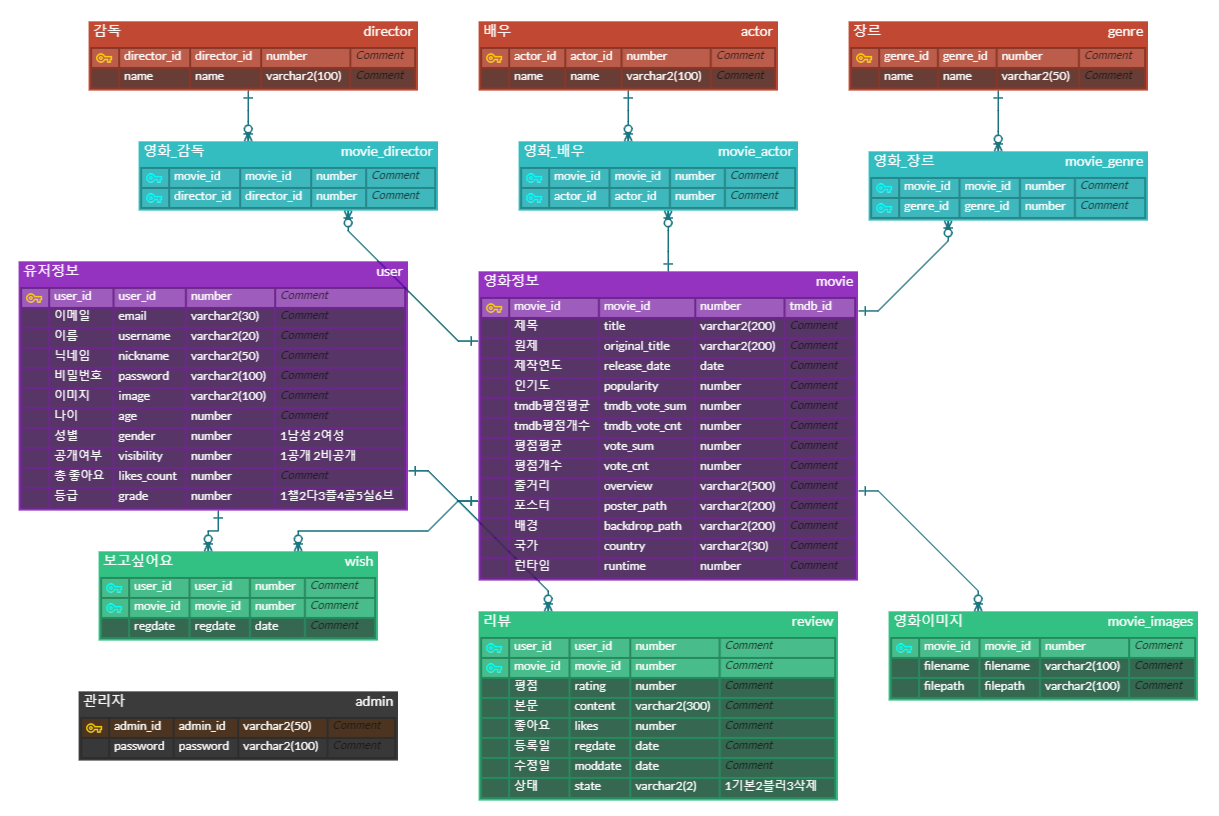 감독 director
director_id director_id number Comment
name name varchar2(100) Comment
배우 actor
actor_id actor_id number Comment
name name varchar2(100) Comment
장르 genre
genre_id genre_id number Comment
name name varchar2(50) Comment
영화_감독 movie_director
movie_id movie_id number Comment
director_id director_id number Comment
영화_배우 movie_actor
movie_id movie_id number Comment
actor_id actor_id number Comment
영화_장르 movie_genre
movie_id movie_id number Comment
genre_id genre_id number Comment
유저정보 user
user_id user_id number Comment
이메일 email varchar2(30) Comment
이름 username varchar2(20) Comment
닉네임 nickname varchar2(50) Comment
비밀번호 password varchar2(100) Comment
이미지 image varchar2(100) Comment
나이 age number Comment
성별 gender number 1남성 2여성
공개여부 visibility number 1공개 2비공개
총 좋아요 likes_count number Comment
등급 grade number 1챌2다3플4골5실6브
영화정보 movie
movie_id movie_id number tmdb_id
제목 title varchar2(200) Comment
원제 original_title varchar2(200) Comment
제작연도 release_date date Comment
인기도 popularity number Comment
tmdb평점평균 tmdb_vote_sum number Comment
tmdb평점개수 tmdb_vote_cnt number Comment
평점평균 vote_sum number Comment
평점개수 vote_cnt number Comment
줄거리 overview varchar2(500) Comment
포스터 poster_path varchar2(200) Comment
배경 backdrop_path varchar2(200) Comment
국가 country varchar2(30) Comment
런타임 runtime number Comment
보고싶어요 wish
user_id user_id number Comment
movie_id movie_id number Comment
regdate regdate date Comment
리뷰 review
user_id user_id number Comment
movie_id movie_id number Comment
평점 rating number Comment
본문 content varchar2(300) Comment
좋아요 likes number Comment
등록일 regdate date Comment
수정일 moddate date Comment
상태 state varchar2(2) 1기본2블러3삭제
영화이미지 movie_images
movie_id movie_id number Comment
filename filename varchar2(100) Comment
filepath filepath varchar2(100) Comment
관리자 admin
admin_id admin_id varchar2(50) Comment
password password varchar2(100) Comment